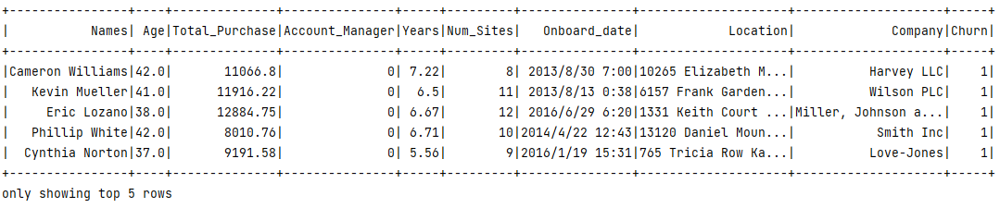 +----------------+----+--------------+---------------+-----+---------+---------------+--------------------+--------------------+-----+
|           Names| Age|Total_Purchase|Account_Manager|Years|Num_Sites|   Onboard_date|            Location|             Company|Churn|
+----------------+----+--------------+---------------+-----+---------+---------------+--------------------+--------------------+-----+
|Cameron Williams|42.0|       11066.8|              0| 7.22|        8| 2013/8/30 7:00|10265 Elizabeth M...|          Harvey LLC|    1|
|   Kevin Mueller|41.0|      11916.22|              0|  6.5|       11| 2013/8/13 0:38|6157 Frank Garden...|          Wilson PLC|    1|
|     Eric Lozano|38.0|      12884.75|              0| 6.67|       12| 2016/6/29 6:20|1331 Keith Court ...|Miller, Johnson a...|    1|
|   Phillip White|42.0|       8010.76|              0| 6.71|       10|2014/4/22 12:43|13120 Daniel Moun...|           Smith Inc|    1|
|  Cynthia Norton|37.0|       9191.58|              0| 5.56|        9|2016/1/19 15:31|765 Tricia Row Ka...|          Love-Jones|    1|
+----------------+----+--------------+---------------+-----+---------+---------------+--------------------+--------------------+-----+
only showing top 5 rows